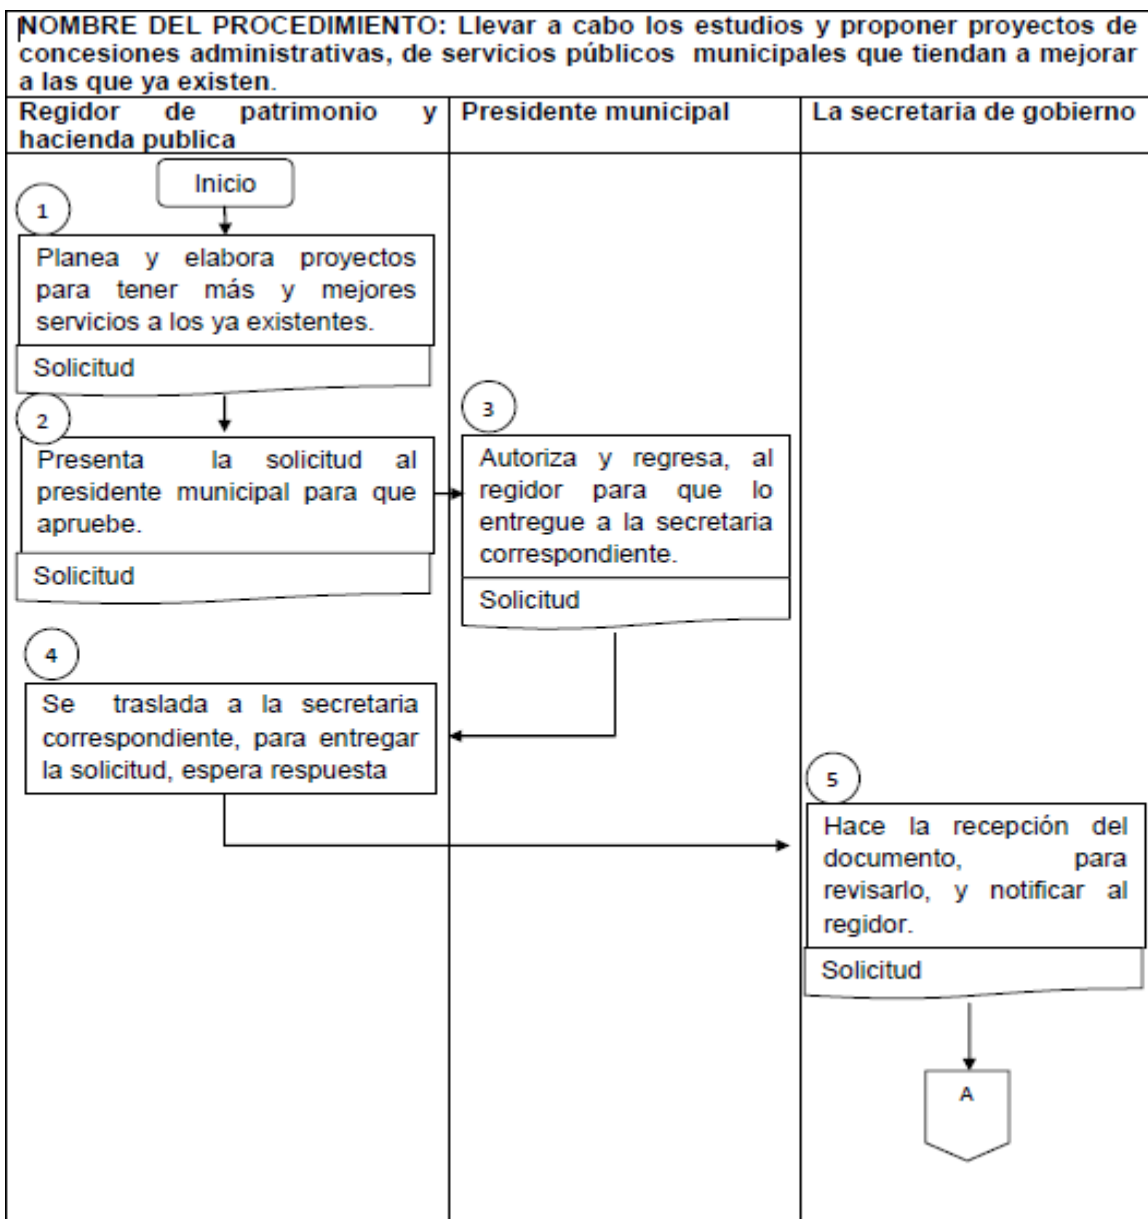 NOMBRE DEL PROCEDIMIENTO: Llevar a cabo los estudios y proponer proyectos de
concesiones administrativas, de servicios públicos municipales que tiendan a mejorar
a las que ya existen.
Regidor de patrimonio y
hacienda publica
Presidente municipal
La secretaria de gobierno
Inicio
1
Planea y elabora proyectos
para tener más y mejores
servicios a los ya existentes.
Solicitud
2
Presenta la solicitud al
presidente municipal para que
apruebe.
Solicitud
3
Autoriza y regresa, al
regidor para que lo
entregue a la secretaria
correspondiente.
Solicitud
4
Se traslada a la secretaria
correspondiente, para entregar
la solicitud, espera respuesta
5
Hace la recepción del
documento, para
revisarlo, y notificar al
regidor.
Solicitud
A